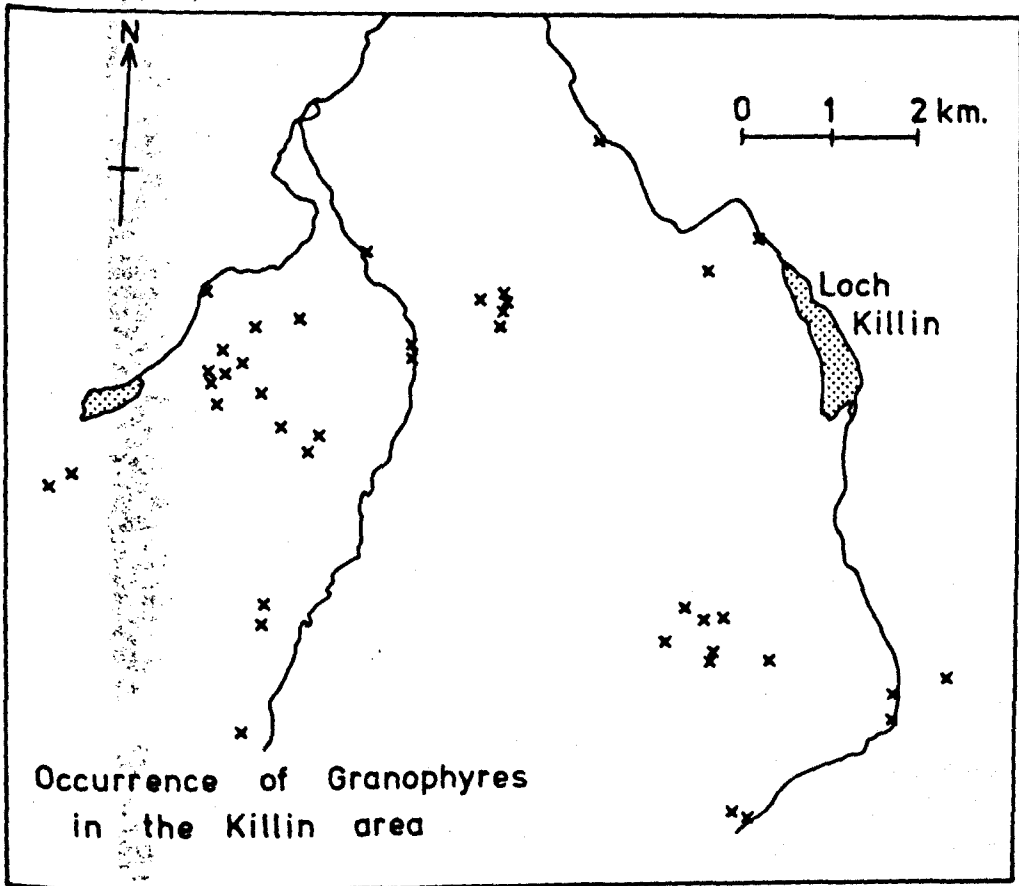 N
0 1 2 km.
Loch
Killin
Occurrence of Granophyres
in the Killin area